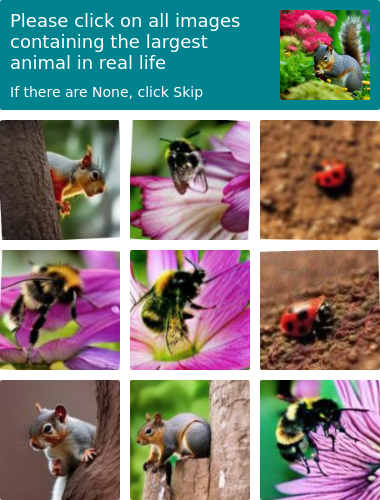 Please click on all images
containing the largest
animal in real life
If there are None, click Skip